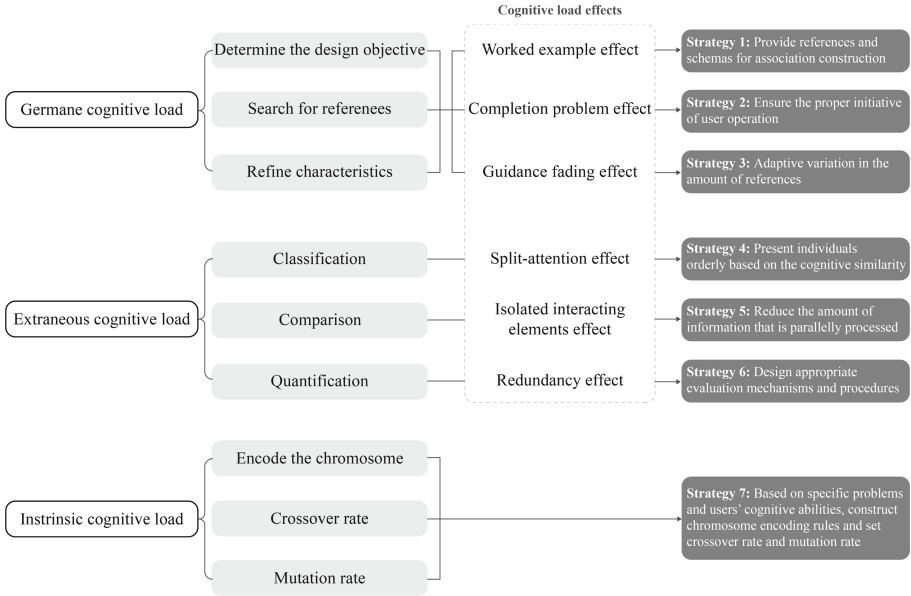 Cognitive load effects
Germane cognitive load
Determine the design objective
Search for referenees
Refine characteristics
Worked example effect
Completion problem effect
Guidance fading effect
Strategy 1: Provide references and
schemas for association construction
Strategy 2: Ensure the proper initiative
of user operation
Strategy 3: Adaptive variation in the
amount of references
Extraneous cognitive load
Classification
Comparison
Quantification
Split-attention effect
Isolated interacting
elements effect
Redundancy effect
Strategy 4: Present individuals
orderly based on the cognitive similarity
Strategy 5: Reduce the amount of
information that is parallelly processed
Strategy 6: Design appropriate
evaluation mechanisms and procedures
Instrinsic cognitive load
Encode the chromosome
Crossover rate
Mutation rate
Strategy 7: Based on specific problems
and users’ cognitive abilities, construct
chromosome encoding rules and set
crossover rate and mutation rate